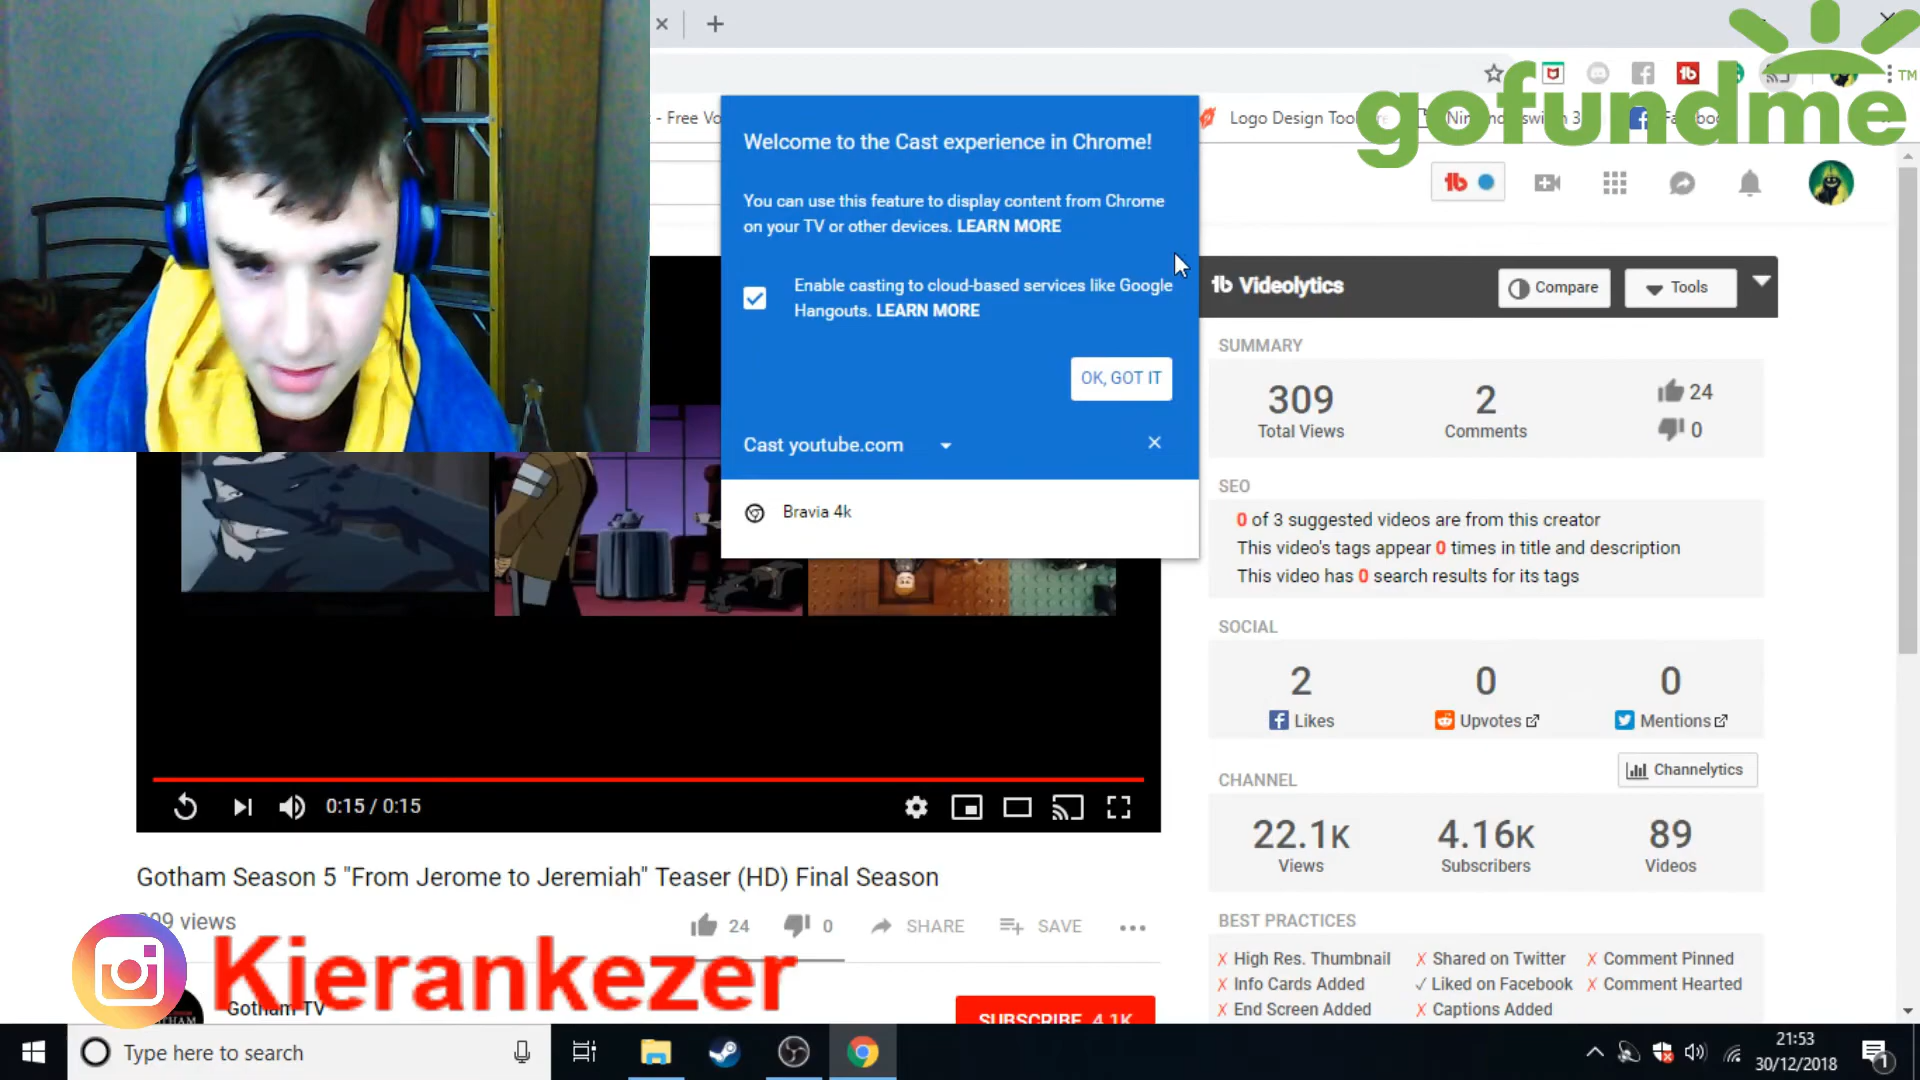 TM
gofundme
- Free Vo
Logo Design Too
Welcome to the Cast experience in Chrome!
You can use this feature to display content from Chrome
on your TV or other devices. LEARN MORE
Enable casting to cloud-based services like Google
Hangouts. LEARN MORE
OK, GOT IT
Cast youtube.com
Bravia 4k
Videolytics
Compare
Tools
SUMMARY
309
Total Views
2
Comments
24
0
SEO
0 of 3 suggested videos are from this creator
This video's tags appear 0 times in title and description
This video has 0 search results for its tags
SOCIAL
2
Likes
0
Upvotes
0
Mentions
CHANNEL
Channelytics
22.1K
Views
4.16K
Subscribers
89
Videos
BEST PRACTICES
High Res. Thumbnail
Shared on Twitter
Comment Pinned
Info Cards Added
Liked on Facebook
Comment Hearted
End Screen Added
Captions Added
0:15 / 0:15
Gotham Season 5 "From Jerome to Jeremiah" Teaser (HD) Final Season
views
24
0
SHARE
SAVE
Kierankezer
Gotham TV
SUBSCRIBE 4.1K
Type here to search
21:53
30/12/2018
1